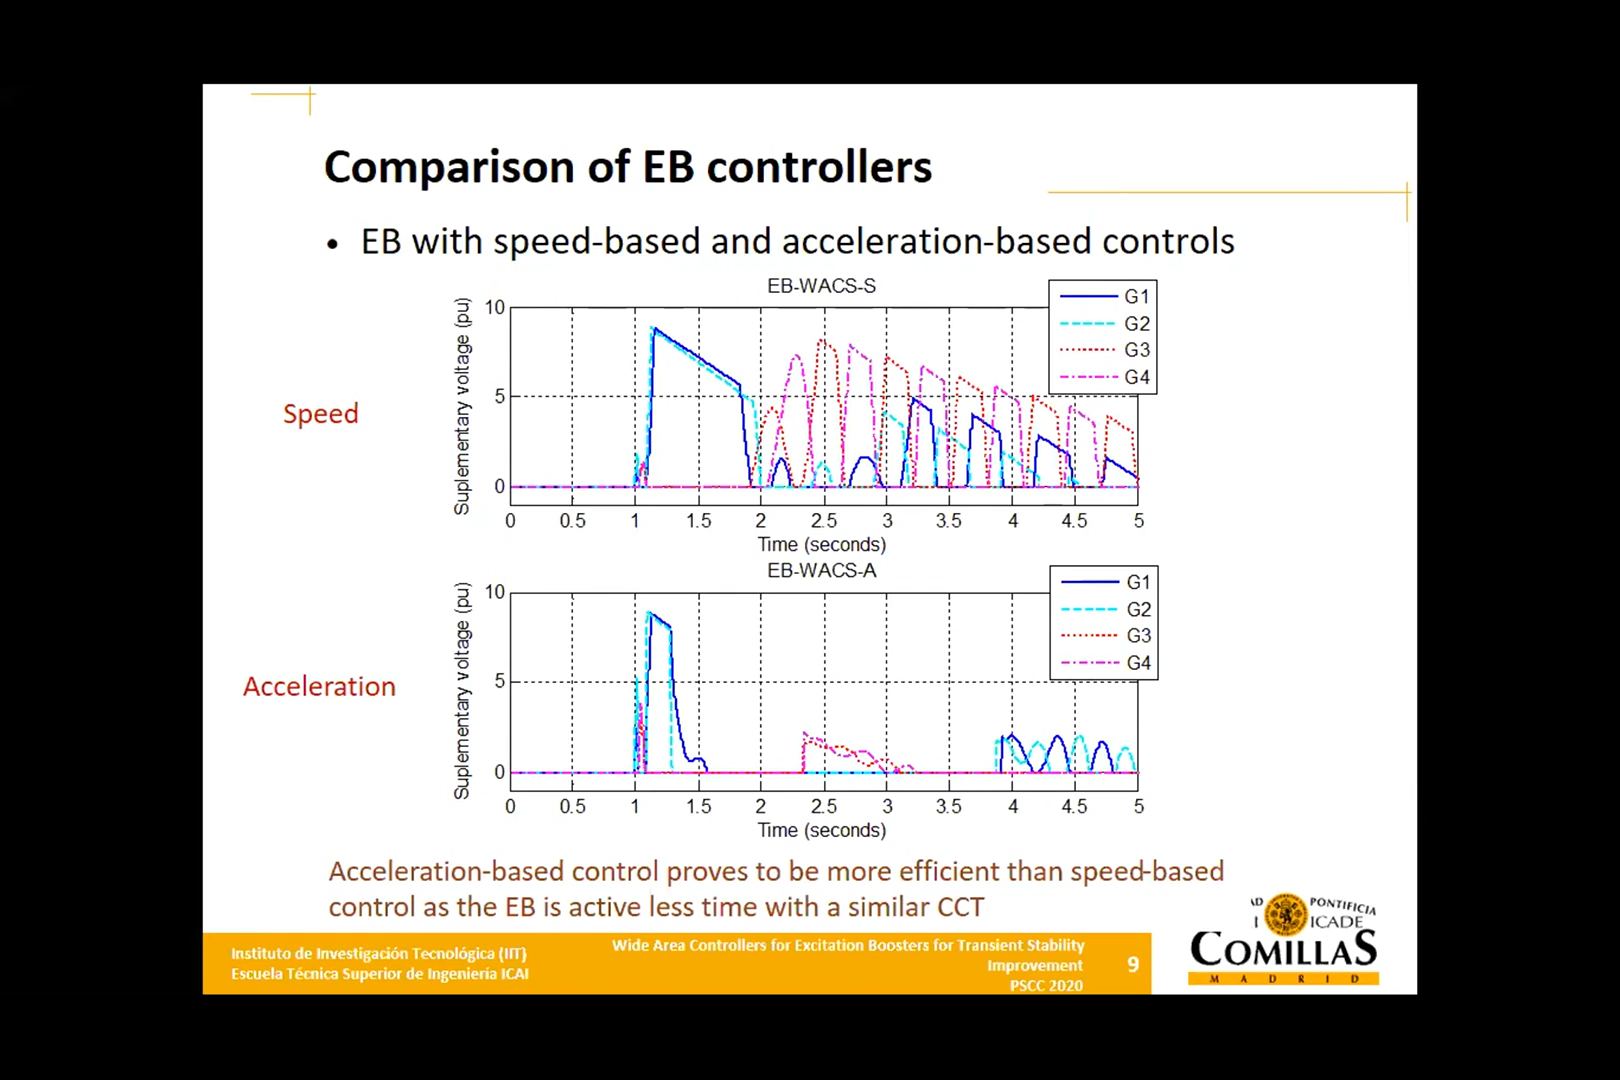 Comparison of EB controllers
• EB with speed-based and acceleration-based controls
EB-WACS-S
Suplementary voltage (pu)
10
5
0
G1
G2
G3
G4
Speed
0 0.5 1 1.5 2 2.5 3 3.5 4 4.5 5
Time (seconds)
EB-WACS-A
Suplementary voltage (pu)
10
5
0
G1
G2
G3
G4
Acceleration
0 0.5 1 1.5 2 2.5 3 3.5 4 4.5 5
Time (seconds)
Acceleration-based control proves to be more efficient than speed-based
control as the EB is active less time with a similar CCT
Instituto de Investigación Tecnológica (IIT)
Escuela Técnica Superior de Ingeniería ICAI
Wide Area Controllers for Excitation Boosters for Transient Stability
Improvement
PSCC 2020
9
PONTIFICIA
ICADE
COMILLAS
MADRID